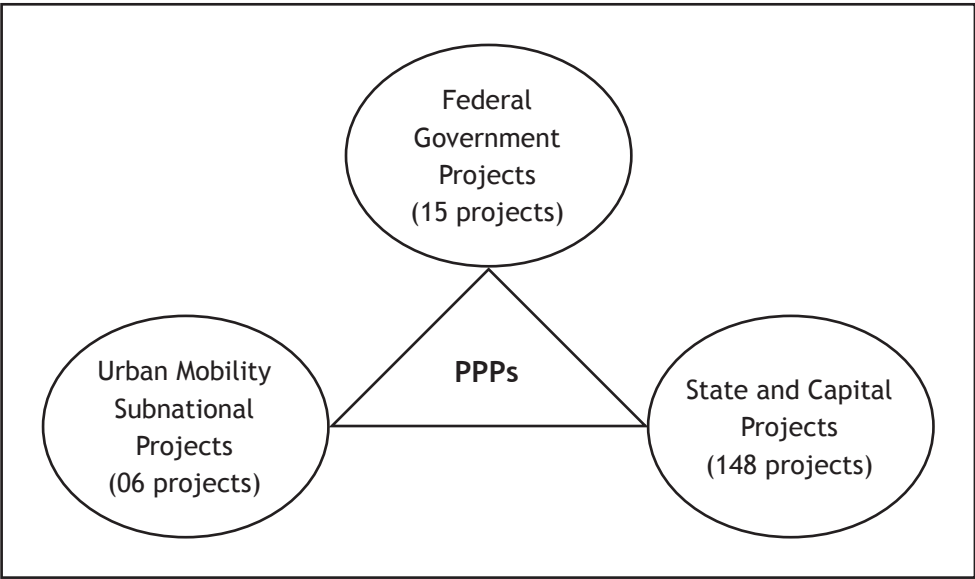 Federal
Government
Projects
(15 projects)
PPPs
Urban Mobility
Subnational
Projects
(06 projects)
State and Capital
Projects
(148 projects)